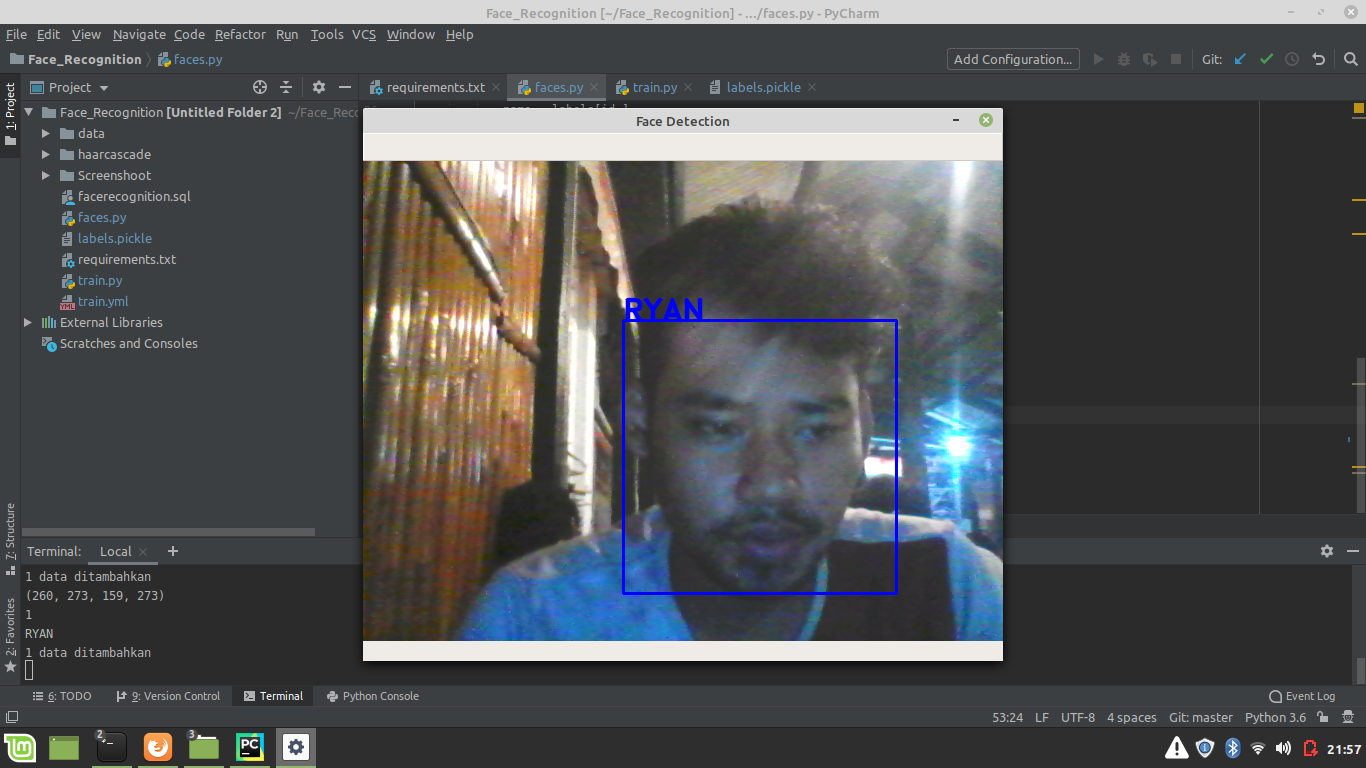 Face_Recognition [~/Face_Recognition] - .../faces.py - PyCharm
File Edit View Navigate Code Refactor Run Tools VCS Window Help
Face_Recognition faces.py Add Configuration... Git:
1: Project
Project
requirements.txt faces.py train.py labels.pickle
Face_Recognition [Untitled Folder 2] ~/Face_Reco
data
haarcascade
Screenshoot
facerecognition.sql
faces.py
labels.pickle
requirements.txt
train.py
train.yml
External Libraries
Scratches and Consoles
Face Detection
RYAN
7: Structure
2: Favorites
Terminal: Local
1 data ditambahkan
(260, 273, 159, 273)
1
RYAN
1 data ditambahkan
6: TODO 9: Version Control Terminal Python Console Event Log
53:24 LF UTF-8 4 spaces Git: master Python 3.6
2 3 PC 21:57